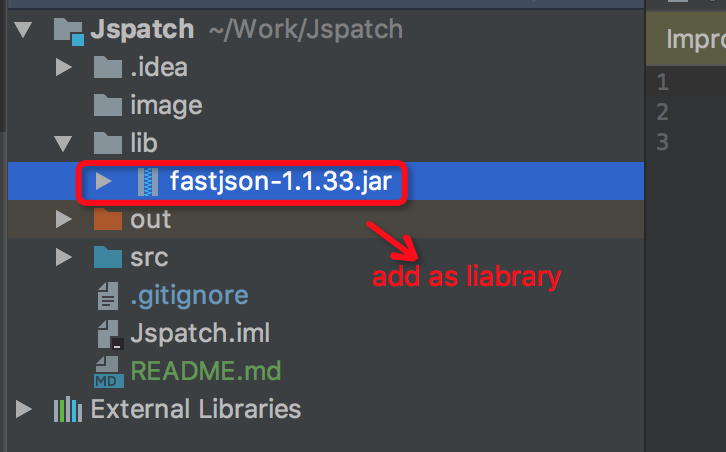 Jspatch ~/Work/Jspatch
.idea
image
lib
fastjson-1.1.33.jar
out
src
.gitignore
Jspatch.iml
MD README.md
External Libraries
add as liabrary
Impro
1
2
3